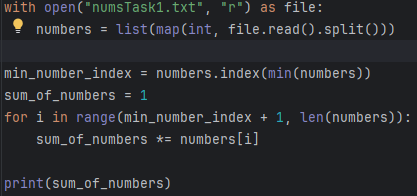 with open("numsTask1.txt", "r") as file:
    numbers = list(map(int, file.read().split()))
min_number_index = numbers.index(min(numbers))
sum_of_numbers = 1
for i in range(min_number_index + 1, len(numbers)):
    sum_of_numbers *= numbers[i]
print(sum_of_numbers)